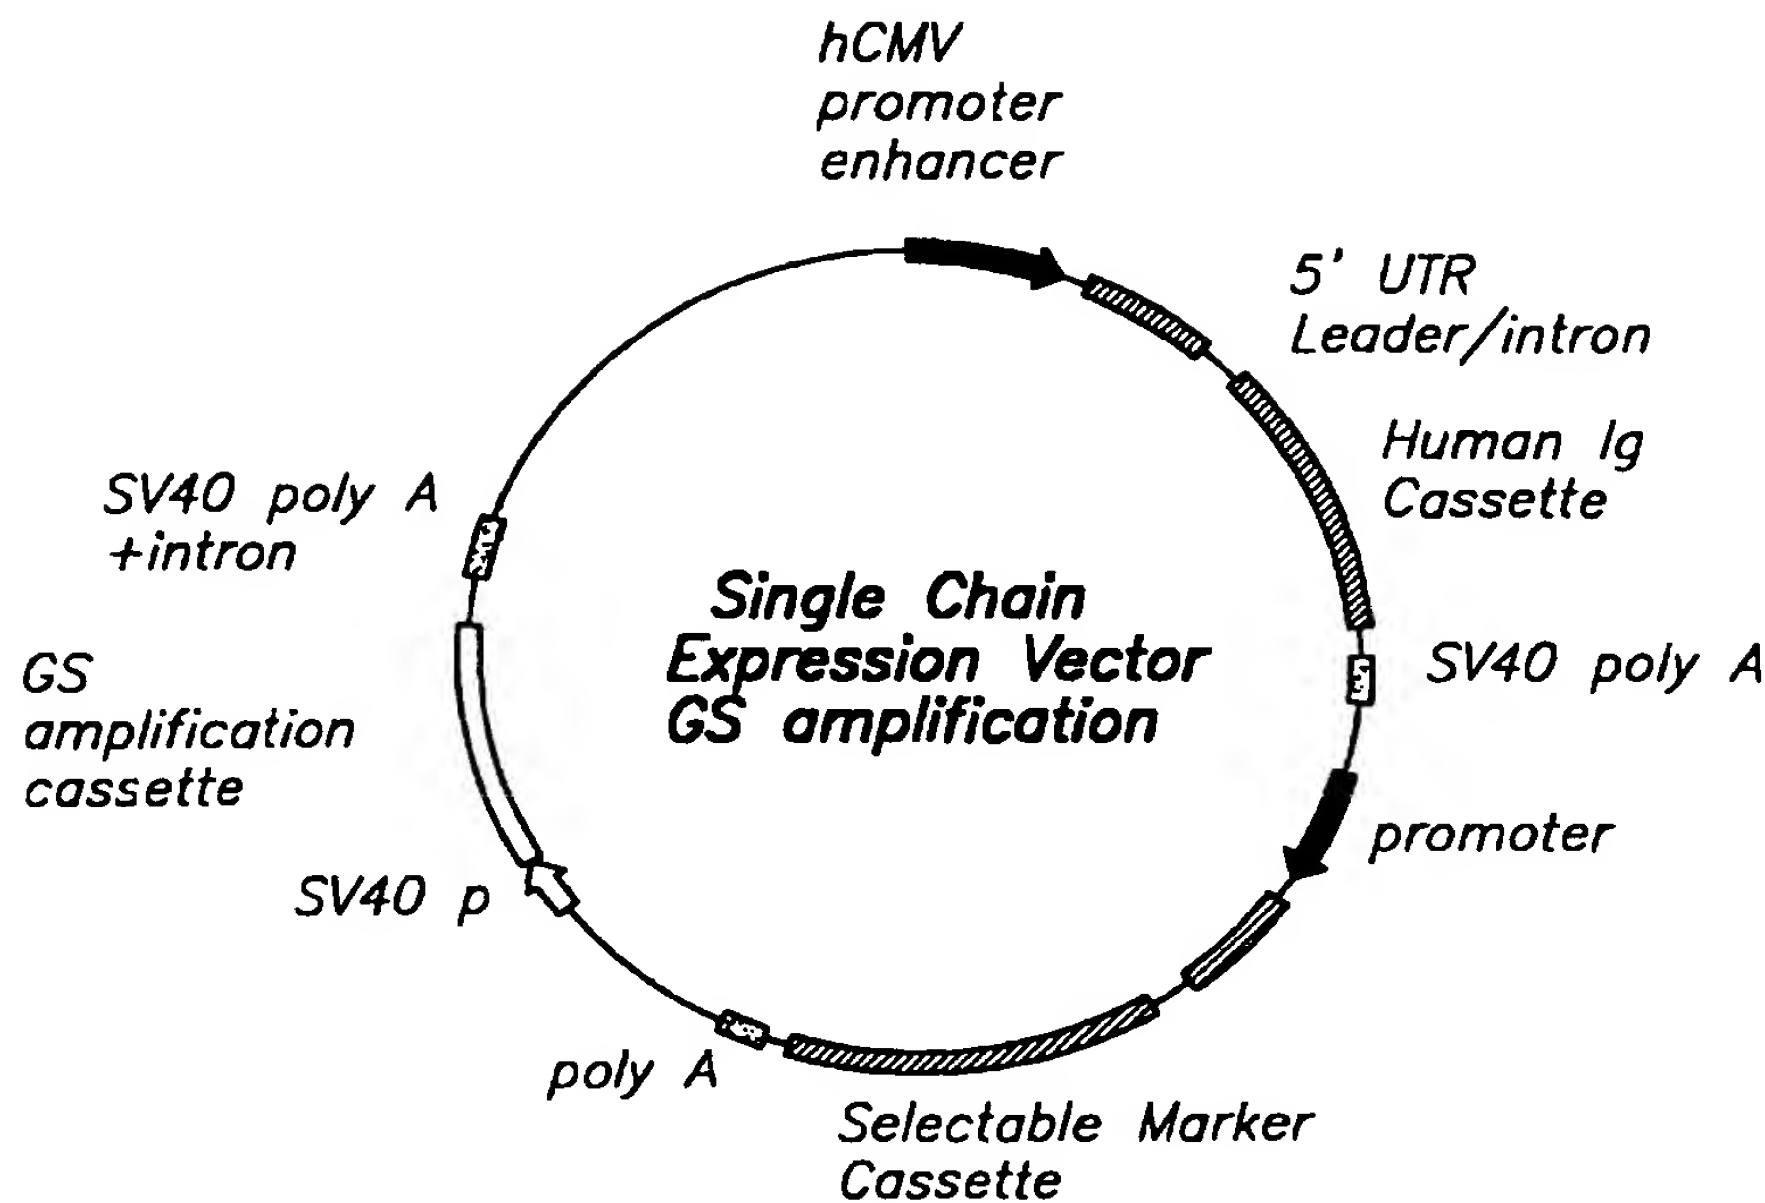 hCMV
promoter
enhancer
5' UTR
Leader/intron
Human Ig
Cassette
SV40 poly A
+intron
Single Chain
Expression Vector
GS amplification
SV40 poly A
GS
amplification
cassette
promoter
SV40 p
poly A
Selectable Marker
Cassette